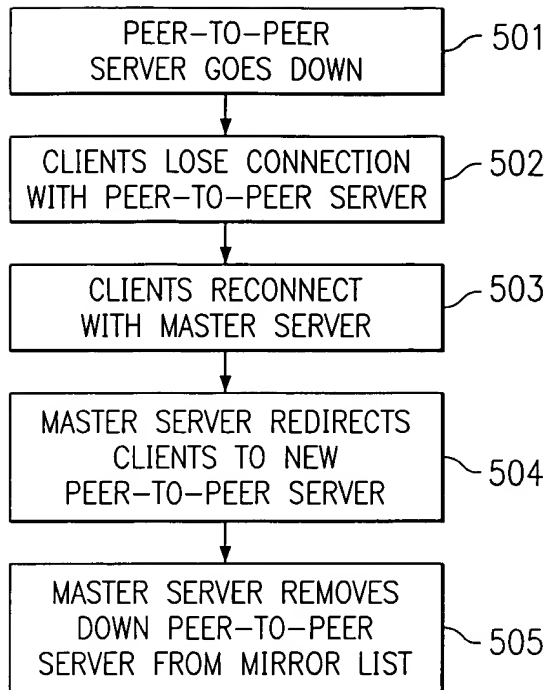 PEER-TO-PEER
SERVER GOES DOWN
501
CLIENTS LOSE CONNECTION
WITH PEER-TO-PEER SERVER
502
CLIENTS RECONNECT
WITH MASTER SERVER
503
MASTER SERVER REDIRECTS
CLIENTS TO NEW
PEER-TO-PEER SERVER
504
MASTER SERVER REMOVES
DOWN PEER-TO-PEER
SERVER FROM MIRROR LIST
505